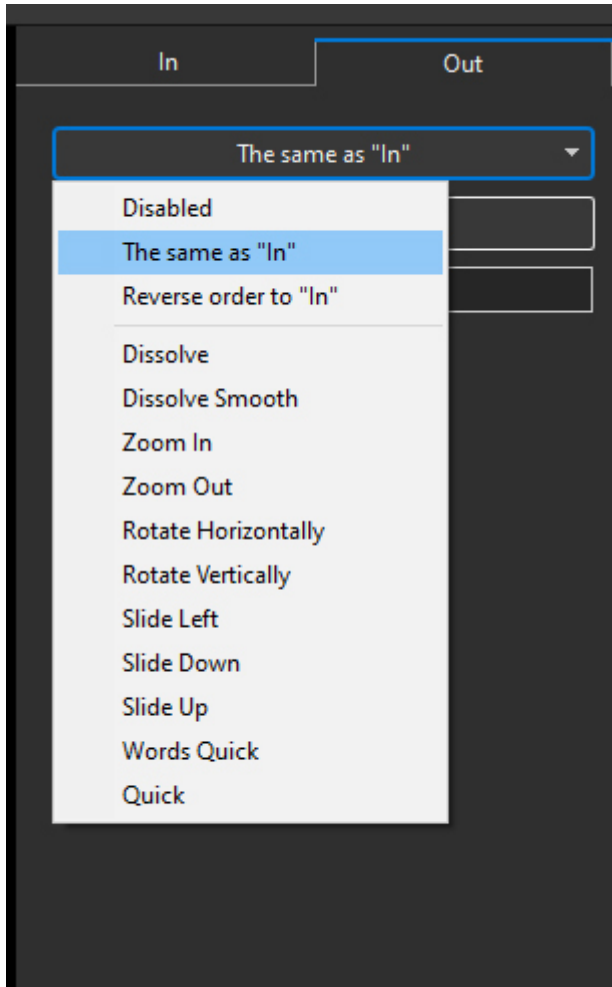 In
Out
The same as "In"
Disabled
The same as "In"
Reverse order to "In"
Dissolve
Dissolve Smooth
Zoom In
Zoom Out
Rotate Horizontally
Rotate Vertically
Slide Left
Slide Down
Slide Up
Words Quick
Quick